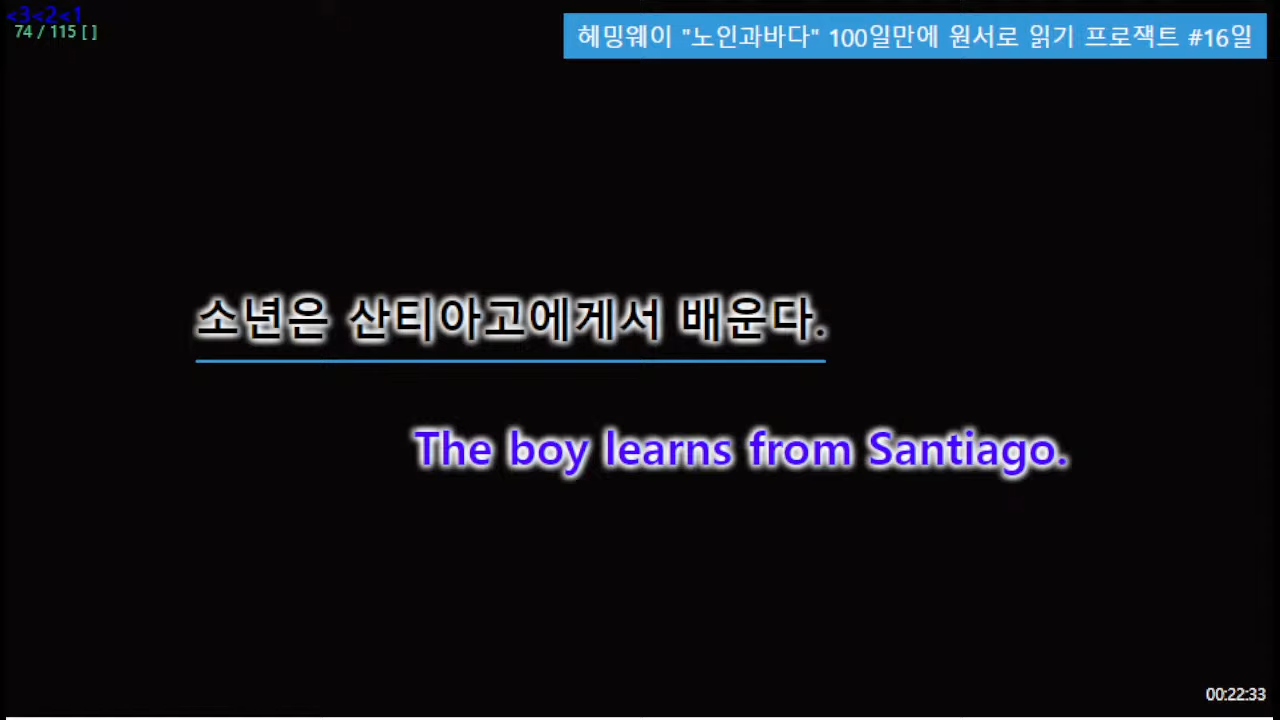 <3<2<1
74 / 115 [ ]
헤밍웨이 "노인과바다" 100일만에 원서로 읽기 프로잭트 #16일
소년은 산티아고에게서 배운다.
The boy learns from Santiago.
00:22:33